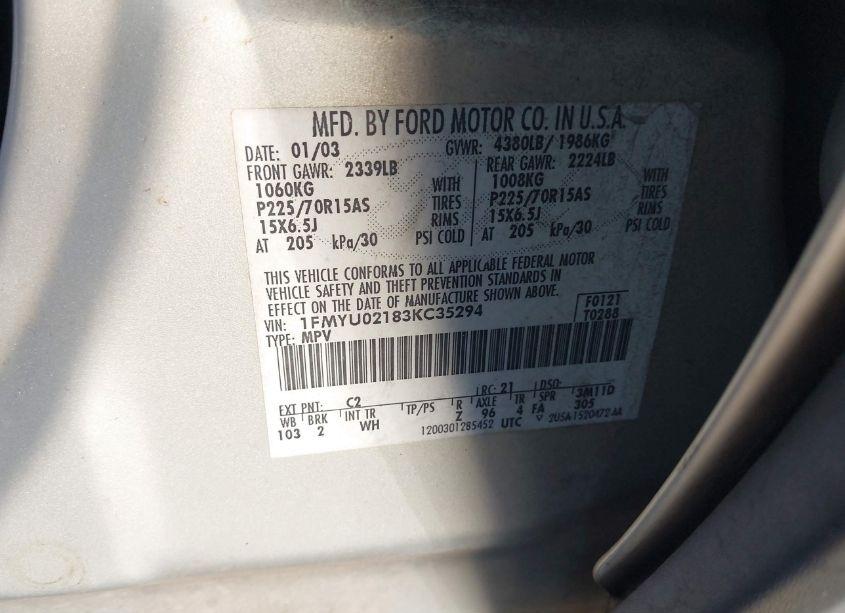 MFD. BY FORD MOTOR CO. IN U.S.A.
DATE: 01/03 GVWR: 4380LB/ 1986KG
FRONT GAWR: 2339LB REAR GAWR: 2224LB
1060KG WITH 1008KG WITH
P225/70R15AS TIRES P225/70R15AS TIRES
15X6.5J RIMS 15X6.5J RIMS
AT 205 kPa/30 PSI COLD AT 205 kPa/30 PSI COLD
THIS VEHICLE CONFORMS TO ALL APPLICABLE FEDERAL MOTOR
VEHICLE SAFETY AND THEFT PREVENTION STANDARDS IN
EFFECT ON THE DATE OF MANUFACTURE SHOWN ABOVE.
VIN: 1FMYU02183KC35294 F0121
TYPE: MPV T0288
EXT PNT: C2 RC: 21 DSO:
WB BRK INT TR TP/PS R AXLE TR SPR 3M11D
103 2 WH Z 96 4 FA 305
1200301285452 UTC ▽ 2U5A-1520472-AA